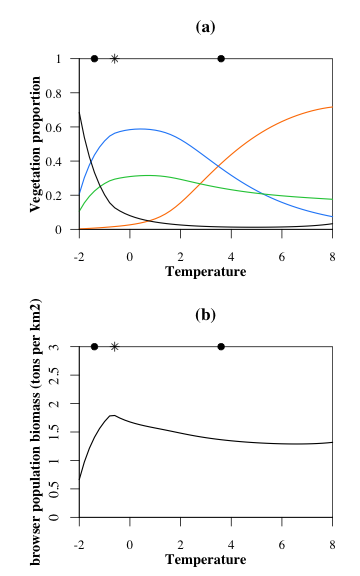 (a)
Vegetation proportion
1
0.8
0.6
0.4
0.2
0
-2 0 2 4 6 8
Temperature
(b)
browser population biomass (tons per km2)
3
2.5
2
1.5
1
0.5
0
-2 0 2 4 6 8
Temperature